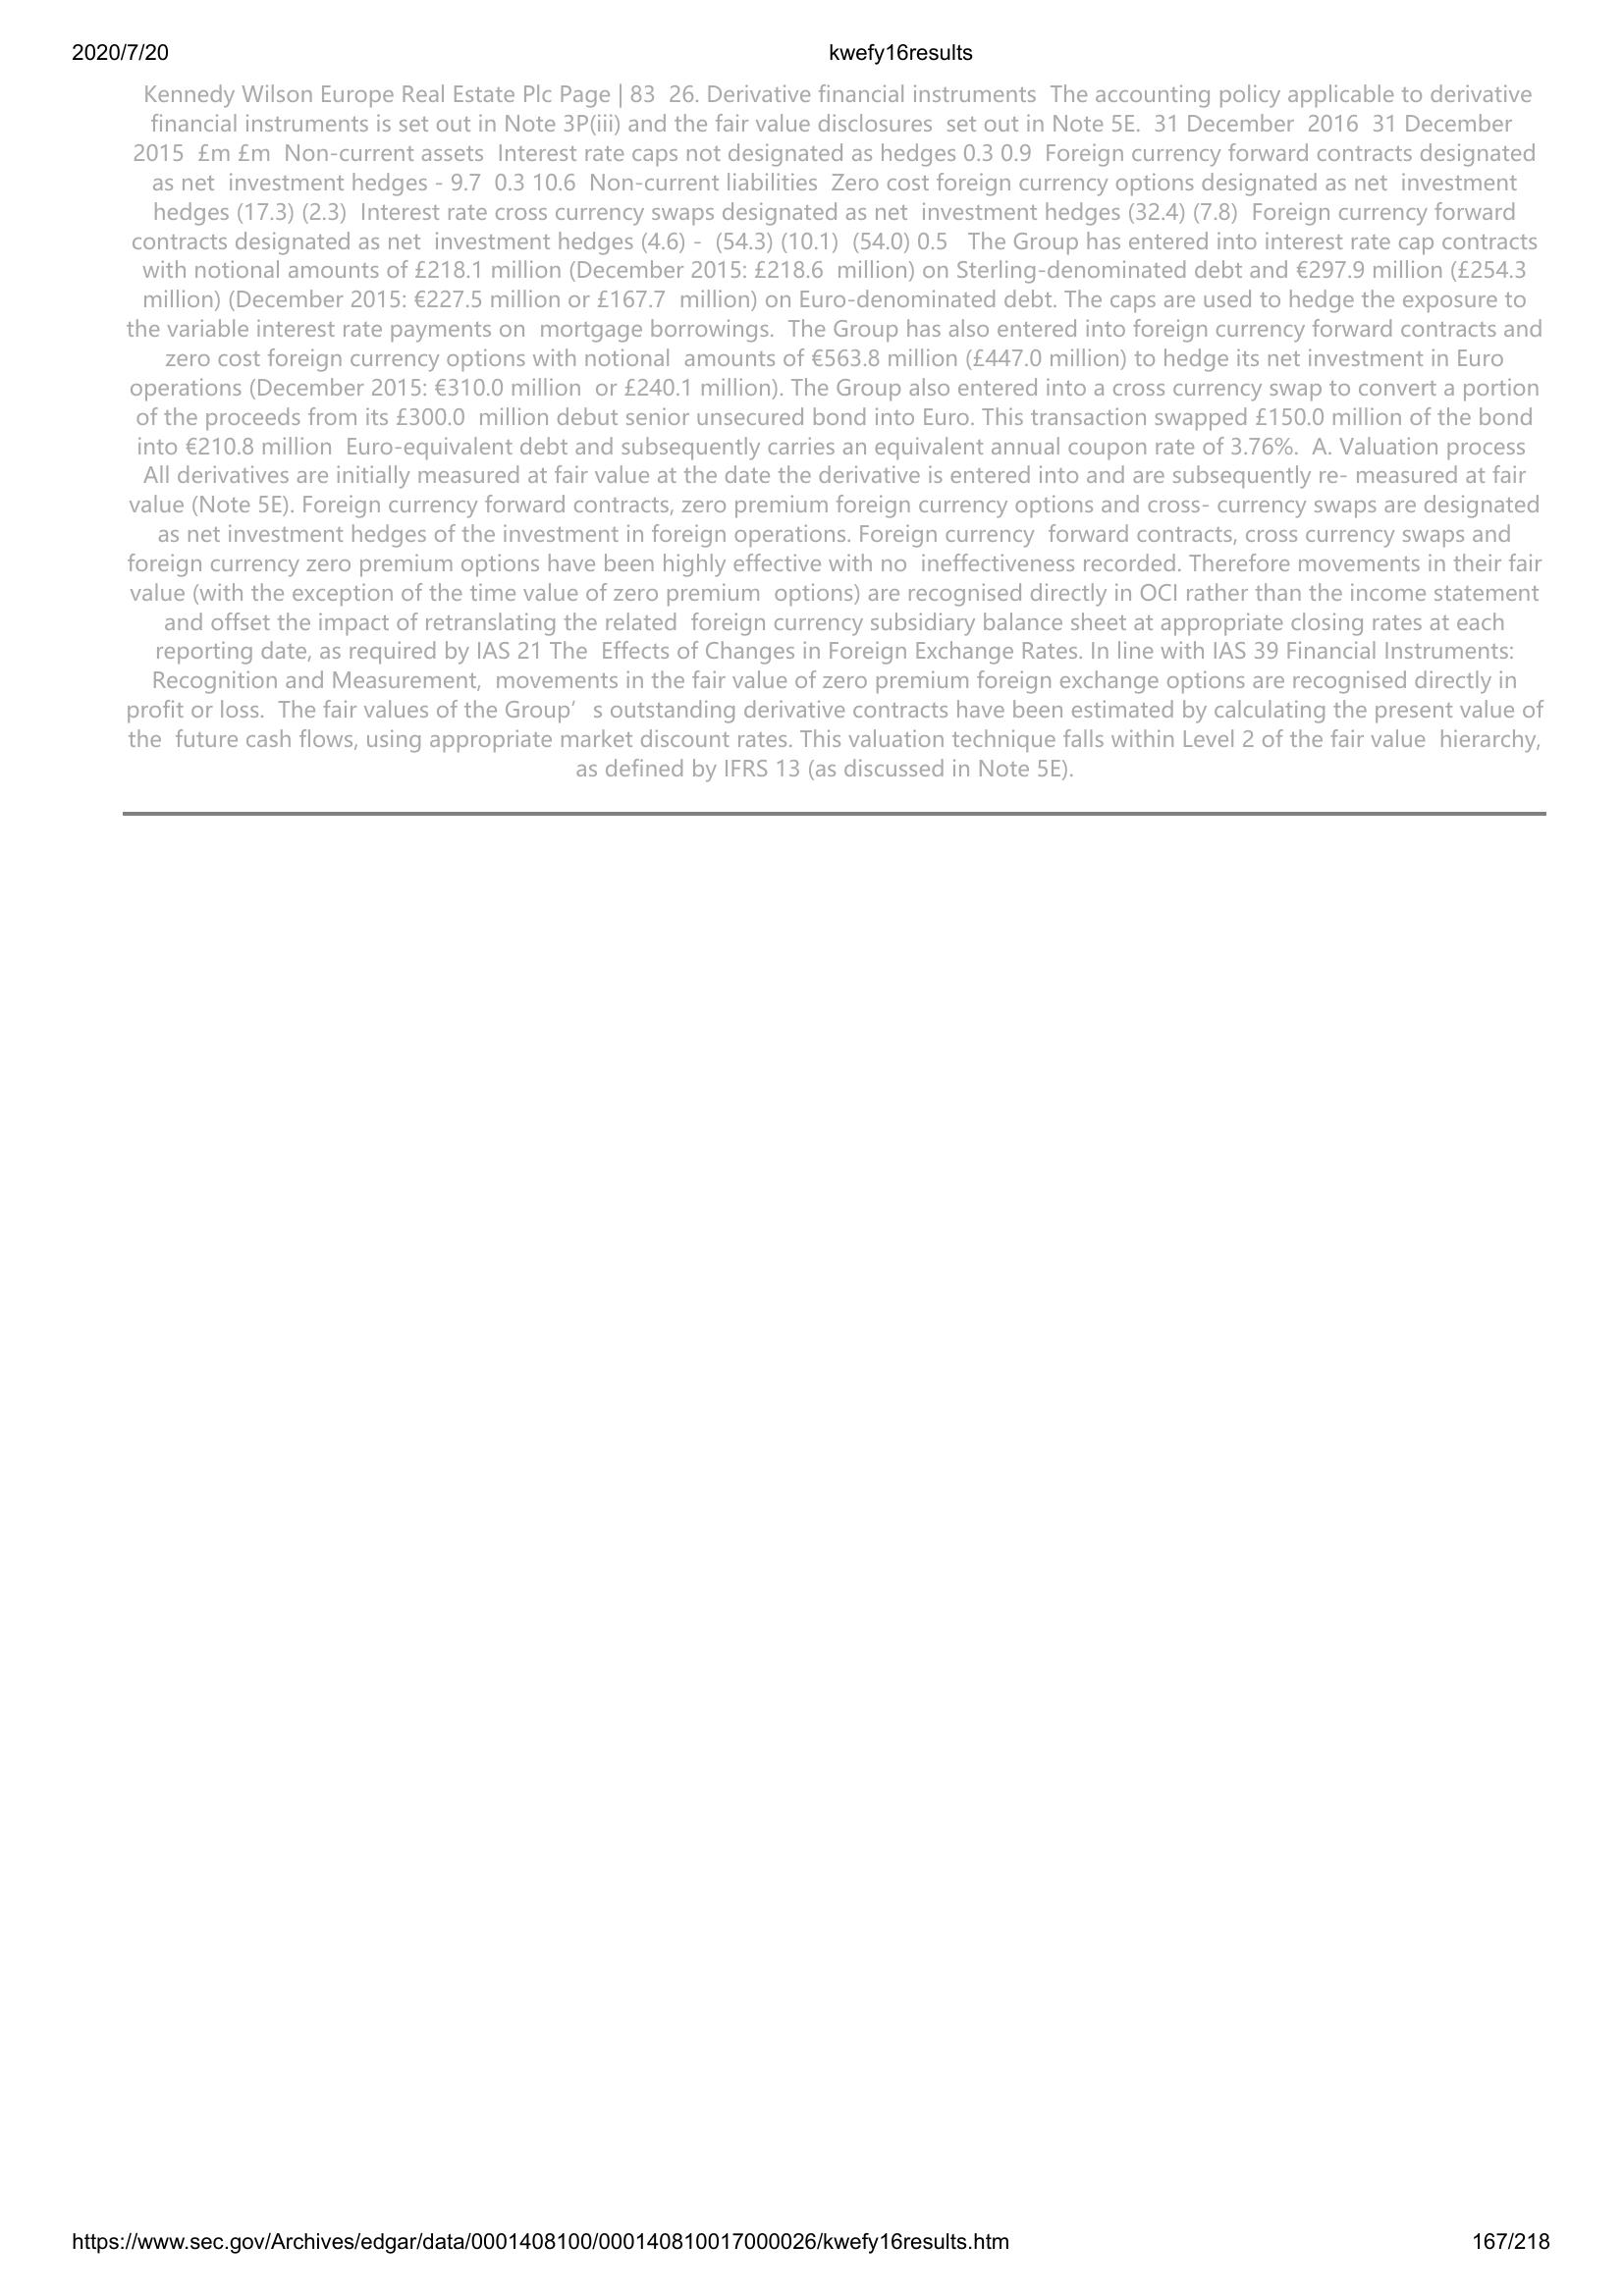 2020/7/20 kwefy16results
Kennedy Wilson Europe Real Estate Plc Page | 83 26. Derivative financial instruments The accounting policy applicable to derivative
financial instruments is set out in Note 3P(iii) and the fair value disclosures set out in Note 5E. 31 December 2016 31 December
2015 £m £m Non-current assets Interest rate caps not designated as hedges 0.3 0.9 Foreign currency forward contracts designated
as net investment hedges - 9.7 0.3 10.6 Non-current liabilities Zero cost foreign currency options designated as net investment
hedges (17.3) (2.3) Interest rate cross currency swaps designated as net investment hedges (32.4) (7.8) Foreign currency forward
contracts designated as net investment hedges (4.6) - (54.3) (10.1) (54.0) 0.5 The Group has entered into interest rate cap contracts
with notional amounts of £218.1 million (December 2015: £218.6 million) on Sterling-denominated debt and €297.9 million (£254.3
million) (December 2015: €227.5 million or £167.7 million) on Euro-denominated debt. The caps are used to hedge the exposure to
the variable interest rate payments on mortgage borrowings. The Group has also entered into foreign currency forward contracts and
zero cost foreign currency options with notional amounts of €563.8 million (£447.0 million) to hedge its net investment in Euro
operations (December 2015: €310.0 million or £240.1 million). The Group also entered into a cross currency swap to convert a portion
of the proceeds from its £300.0 million debut senior unsecured bond into Euro. This transaction swapped £150.0 million of the bond
into €210.8 million Euro-equivalent debt and subsequently carries an equivalent annual coupon rate of 3.76%. A. Valuation process
All derivatives are initially measured at fair value at the date the derivative is entered into and are subsequently re- measured at fair
value (Note 5E). Foreign currency forward contracts, zero premium foreign currency options and cross- currency swaps are designated
as net investment hedges of the investment in foreign operations. Foreign currency forward contracts, cross currency swaps and
foreign currency zero premium options have been highly effective with no ineffectiveness recorded. Therefore movements in their fair
value (with the exception of the time value of zero premium options) are recognised directly in OCI rather than the income statement
and offset the impact of retranslating the related foreign currency subsidiary balance sheet at appropriate closing rates at each
reporting date, as required by IAS 21 The Effects of Changes in Foreign Exchange Rates. In line with IAS 39 Financial Instruments:
Recognition and Measurement, movements in the fair value of zero premium foreign exchange options are recognised directly in
profit or loss. The fair values of the Group’ s outstanding derivative contracts have been estimated by calculating the present value of
the future cash flows, using appropriate market discount rates. This valuation technique falls within Level 2 of the fair value hierarchy,
as defined by IFRS 13 (as discussed in Note 5E).
https://www.sec.gov/Archives/edgar/data/0001408100/000140810017000026/kwefy16results.htm 167/218